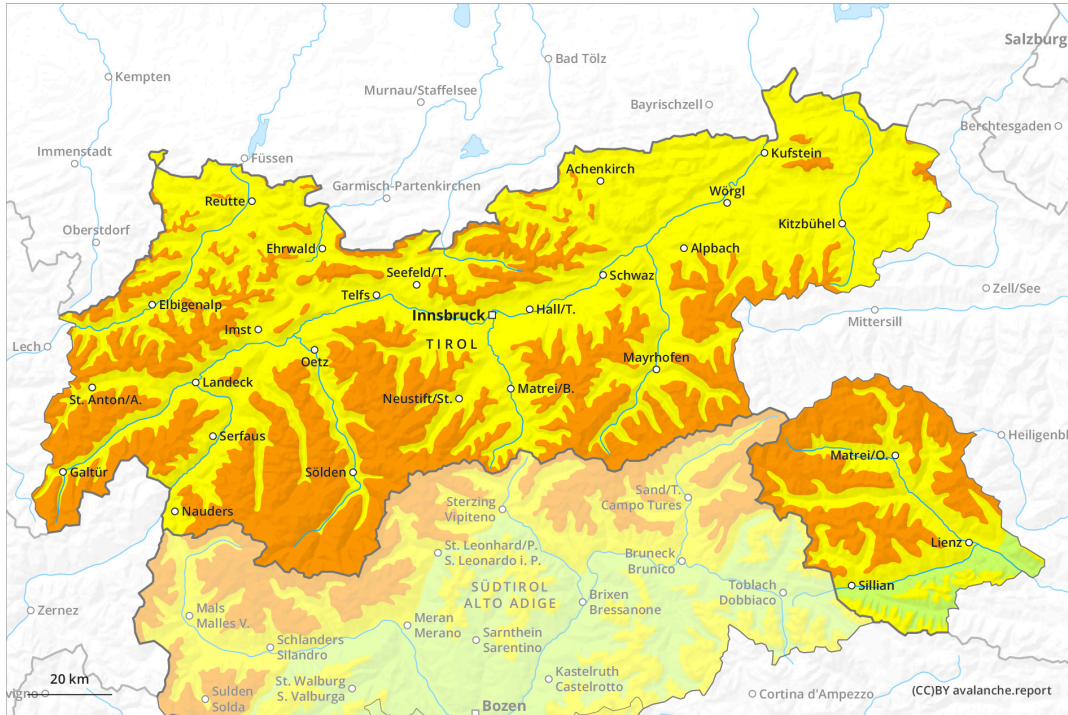 Salzburg
Kempten
Bad Tölz
Murnau/Staffelsee
Bayrischzell
Berchtesgaden
Immenstadt
Füssen
Kufstein
Achenkirch
Garmisch-Partenkirchen
Reutte
Wörgl
Oberstdorf
Kitzbühel
Ehrwald
Alpbach
Seefeld/T.
Schwaz
Zell/See
Telfs
Elbigenalp
Innsbruck
Hall/T.
Mittersill
Imst
Lech
TIROL
Oetz
Mayrhofen
Landeck
St. Anton/A.
Neustift/St.
Matrei/B.
Serfaus
Heiligenbl
Matrei/O.
Galtür
Sölden
Sand/T.
Campo Tures
Sterzing
Vipiteno
Nauders
Lienz
St. Leonhard/P.
S. Leonardo i. P.
Bruneck
Brunico
Sillian
SÜDTIROL
ALTO ADIGE
Toblach
Dobbiaco
Zernez
Mals
Malles V.
Brixen
Bressanone
Meran
Merano
Schlanders
Silandro
Sarnthein
Sarentino
St. Walburg
S. Valburga
Kastelruth
Castelrotto
20 km
vigno
Sulden
Solda
Cortina d'Ampezzo
(CC)BY avalanche.report
Bozen